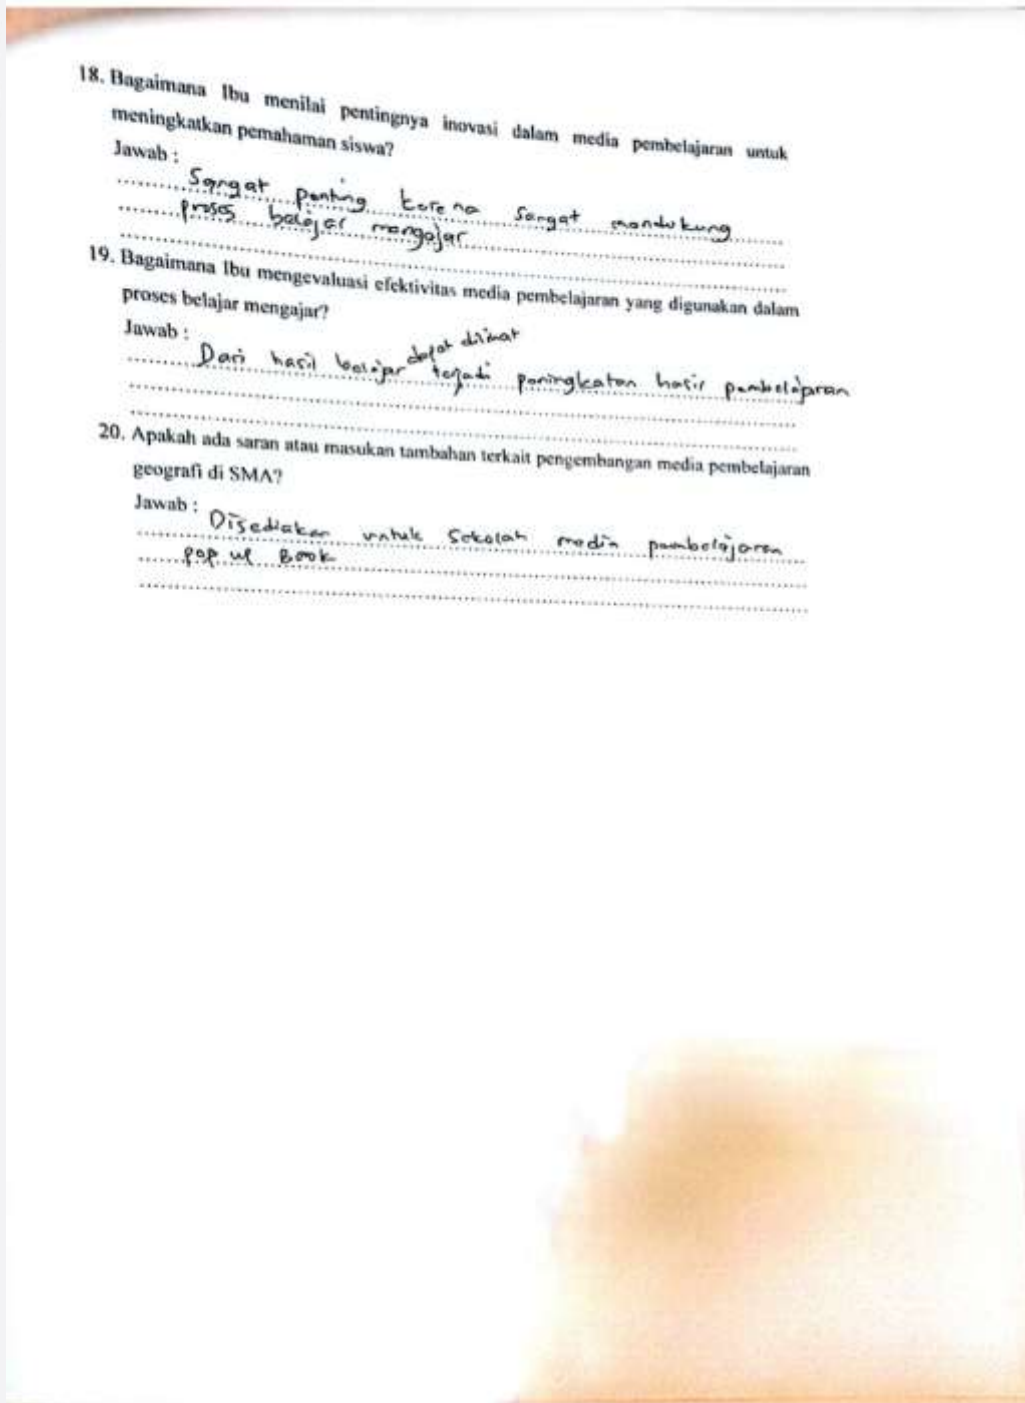 18. Bagaimana Ibu menilai pentingnya inovasi dalam media pembelajaran untuk
meningkatkan pemahaman siswa?
Jawab :
Sangat penting karena sangat mendukung
proses belajar mengajar
19. Bagaimana Ibu mengevaluasi efektivitas media pembelajaran yang digunakan dalam
proses belajar mengajar?
Jawab :
dapat dilihat
Dari hasil belajar terjadi peningkatan hasil pembelajaran
20. Apakah ada saran atau masukan tambahan terkait pengembangan media pembelajaran
geografi di SMA?
Jawab :
Disediakan untuk Sekolah media pembelajaran
pop up Book